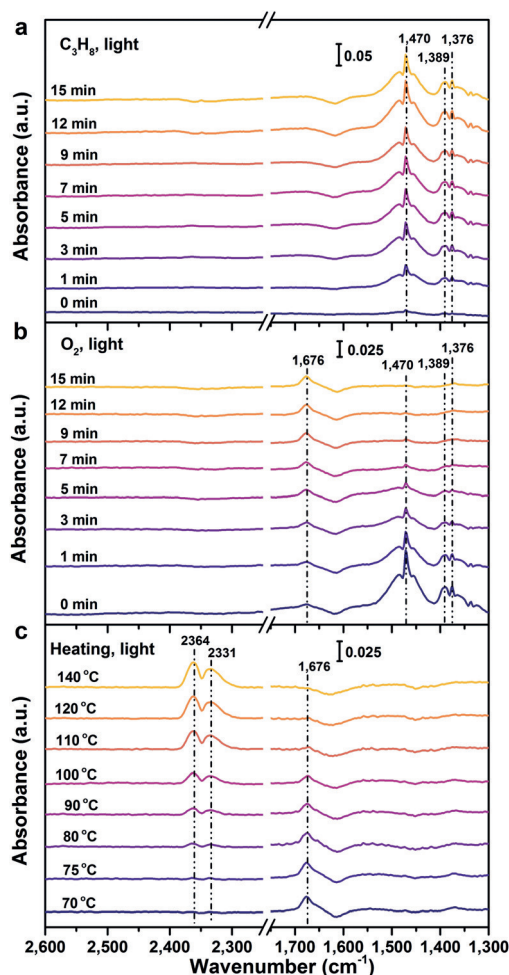 a
C3H8, light
0.05
1,470
1,376
1,389
15 min
12 min
9 min
7 min
5 min
3 min
1 min
0 min
Absorbance (a.u.)
b
O2, light
0.025
1,676
1,470
1,389
1,376
15 min
12 min
9 min
7 min
5 min
3 min
1 min
0 min
Absorbance (a.u.)
c
Heating, light
2364
2331
1,676
0.025
140 °C
120 °C
110 °C
100 °C
90 °C
80 °C
75 °C
70 °C
Absorbance (a.u.)
2,600 2,500 2,400 2,300 1,700 1,600 1,500 1,400 1,300
Wavenumber (cm-1)